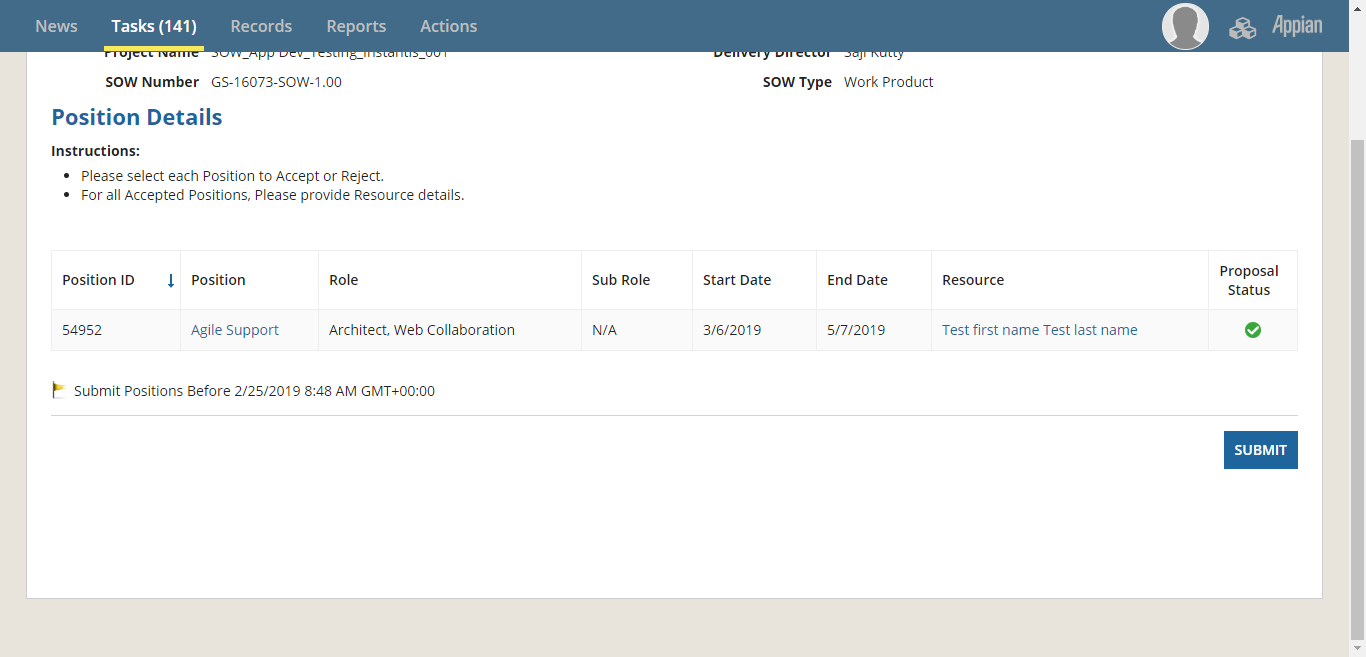 News Tasks (141) Records Reports Actions Appian
Project Name SOW_App Dev_Testing_Instantis_001 Delivery Director Saji Kutty
SOW Number GS-16073-SOW-1.00 SOW Type Work Product
Position Details
Instructions:
Please select each Position to Accept or Reject.
For all Accepted Positions, Please provide Resource details.
Position ID Position Role Sub Role Start Date End Date Resource Proposal Status
54952 Agile Support Architect, Web Collaboration N/A 3/6/2019 5/7/2019 Test first name Test last name
Submit Positions Before 2/25/2019 8:48 AM GMT+00:00
SUBMIT